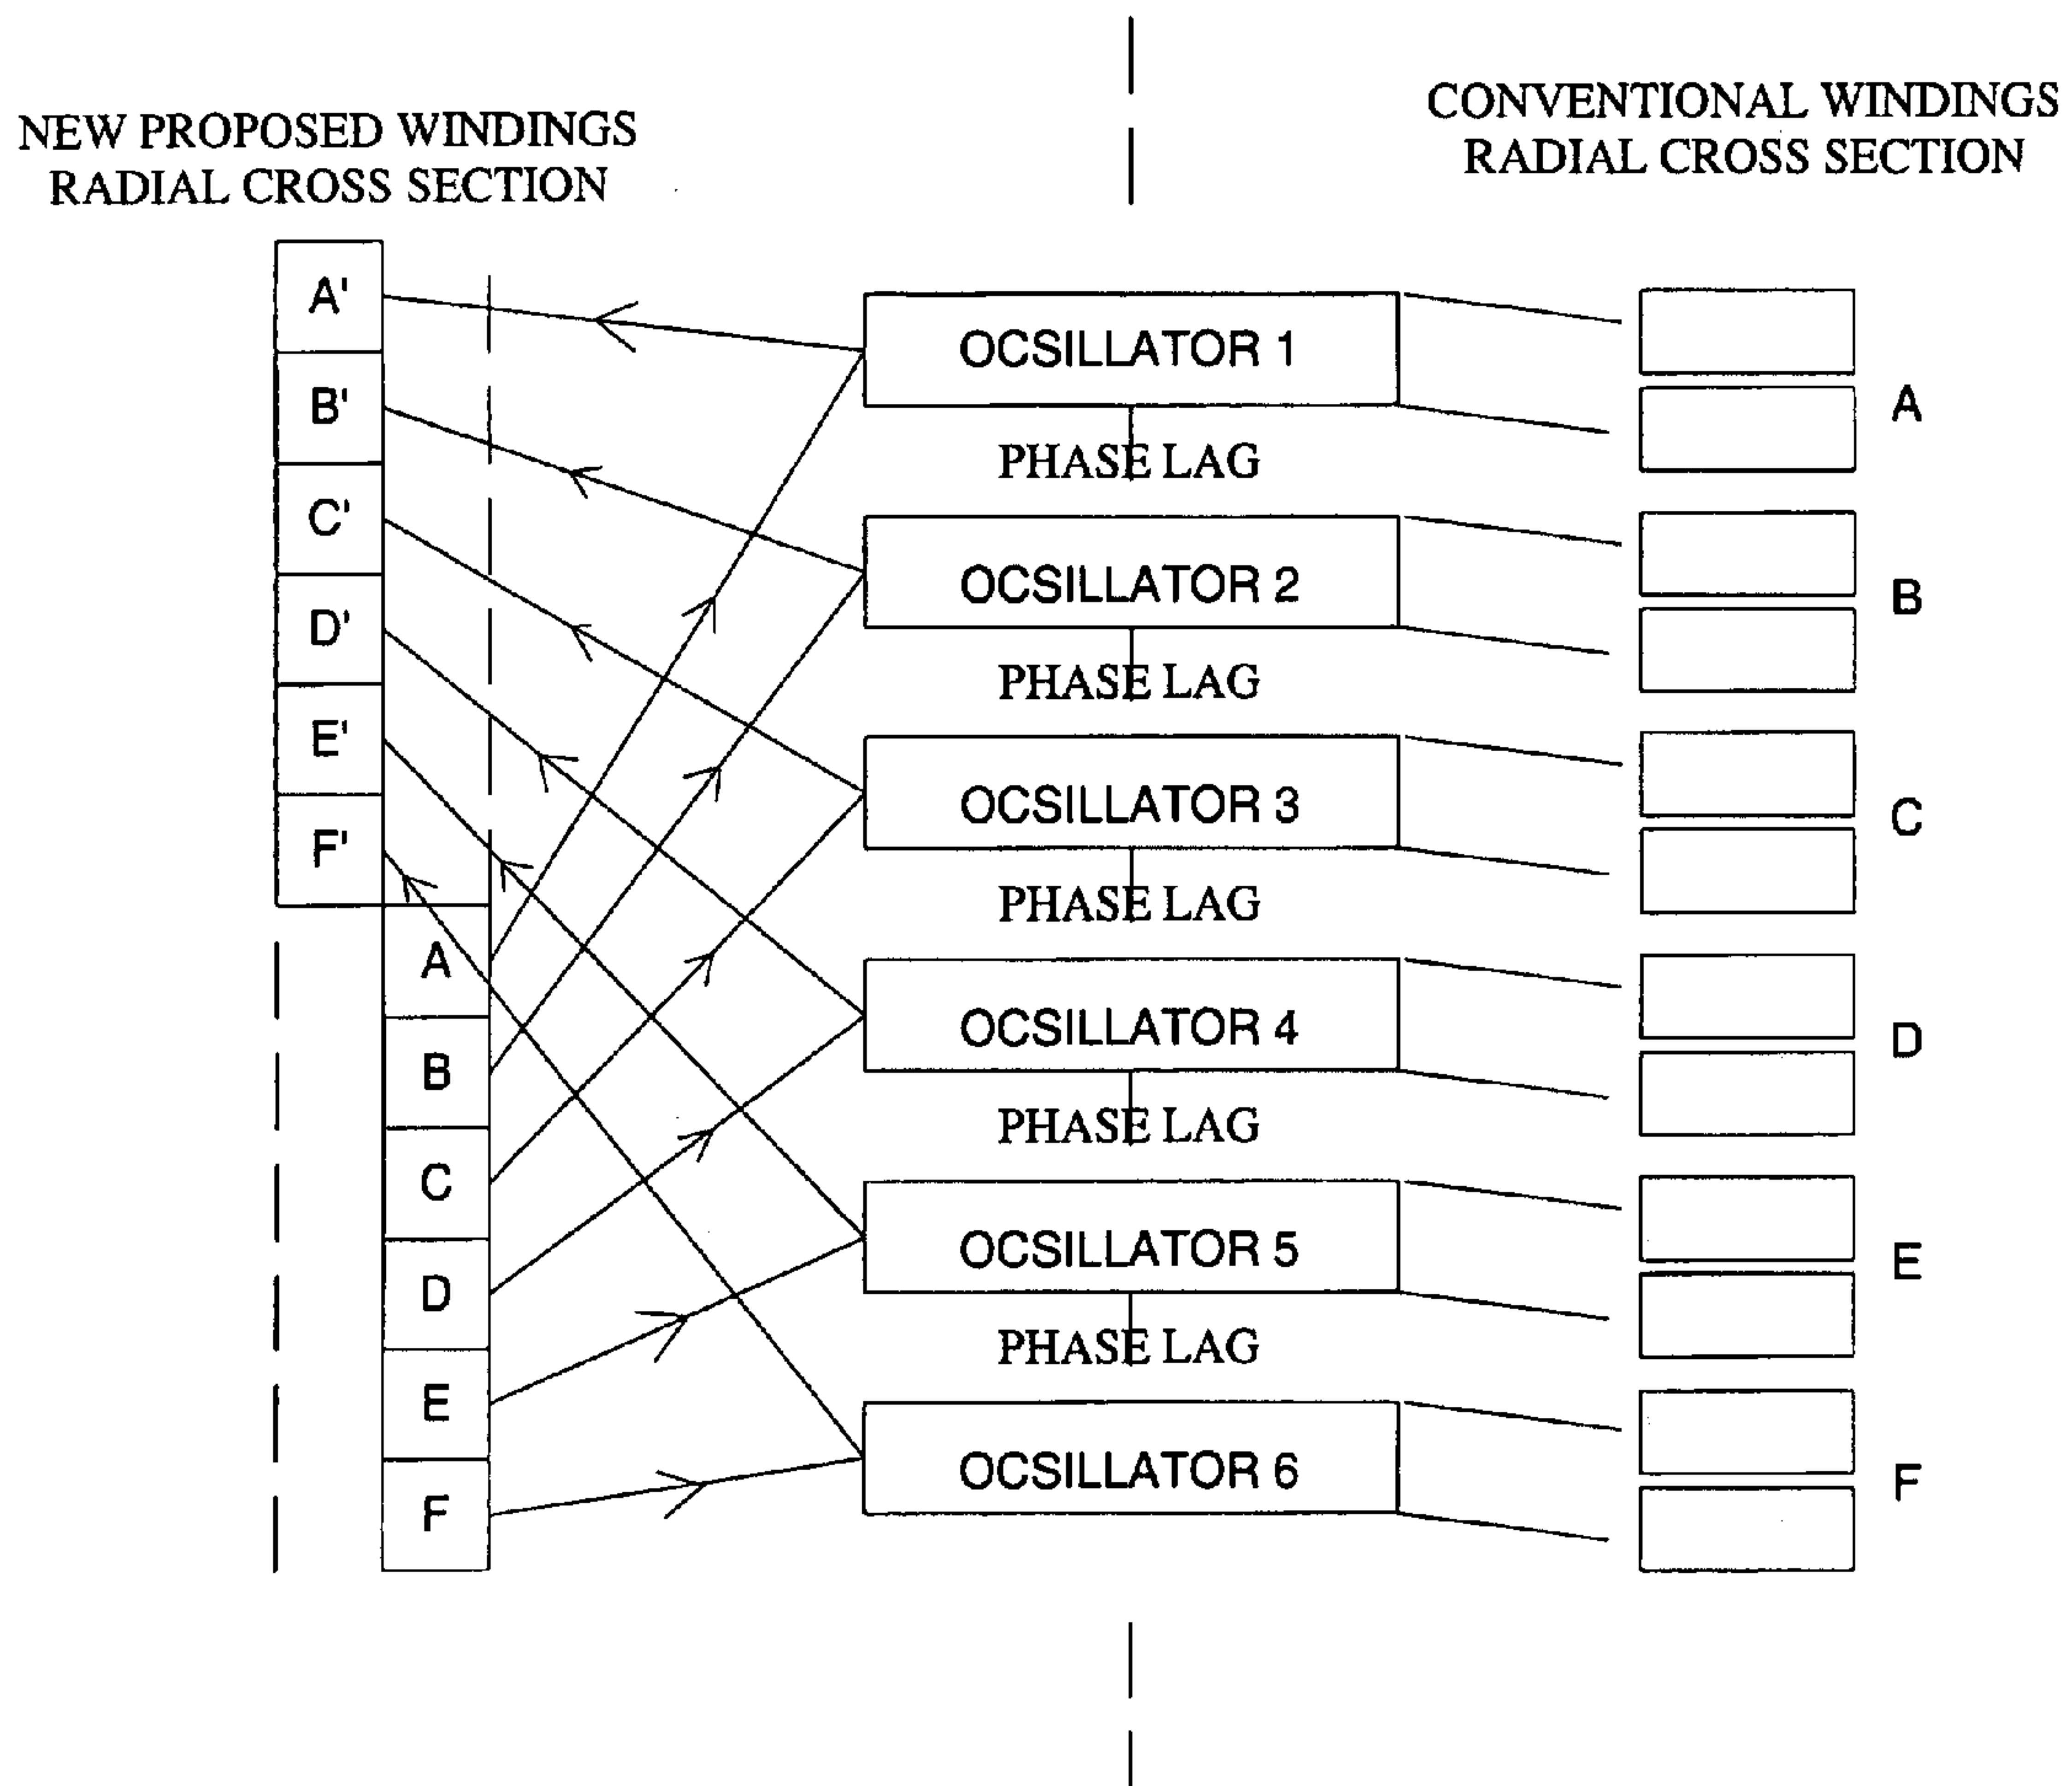 NEW PROPOSED WINDINGS
RADIAL CROSS SECTION
CONVENTIONAL WINDINGS
RADIAL CROSS SECTION
A'
B'
C'
D'
E'
F'
A
B
C
D
E
F
OCSILLATOR 1
PHASE LAG
OCSILLATOR 2
PHASE LAG
OCSILLATOR 3
PHASE LAG
OCSILLATOR 4
PHASE LAG
OCSILLATOR 5
PHASE LAG
OCSILLATOR 6
A
B
C
D
E
F